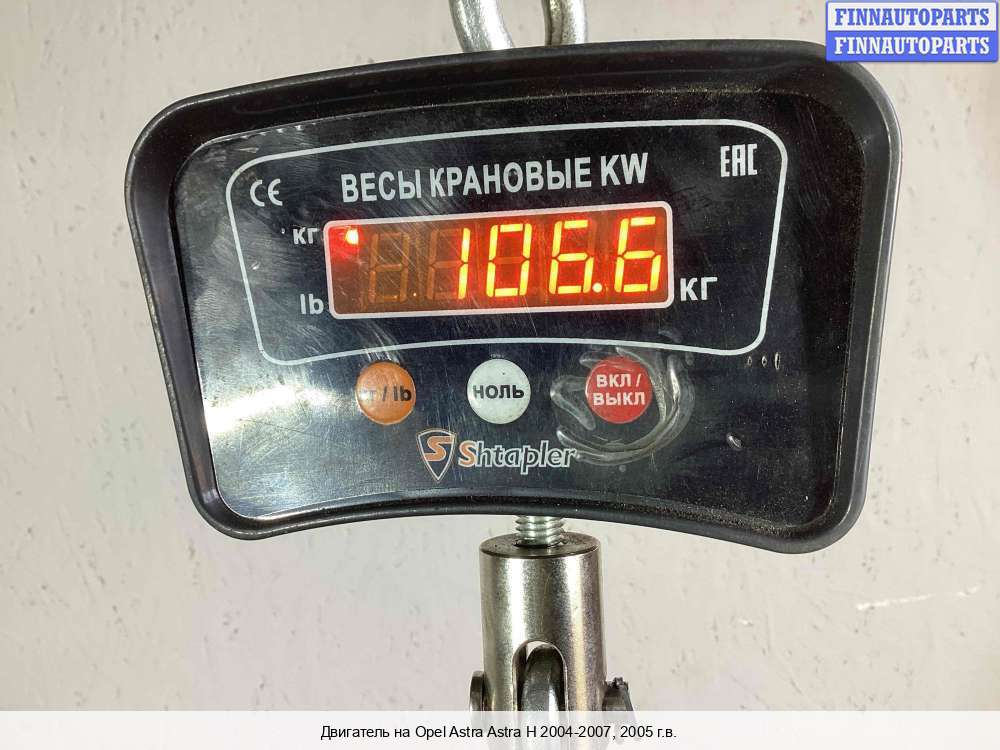 FINNAUTOPARTS
FINNAUTOPARTS
CE
ВЕСЫ КРАНОВЫЕ KW
EAC
кг
106.6
кг
lb
/ lb
НОЛЬ
ВКЛ /
ВЫКЛ
S Shtapler
Двигатель на Opel Astra Astra H 2004-2007, 2005 г.в.